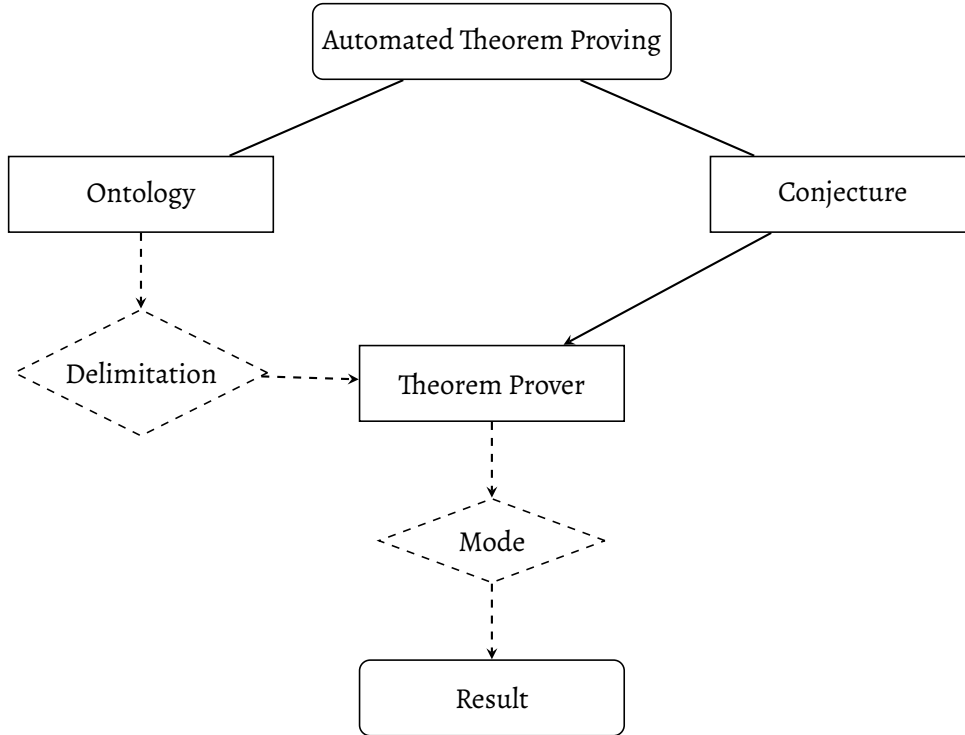 Automated Theorem Proving
Ontology
Conjecture
Delimitation
Theorem Prover
Mode
Result